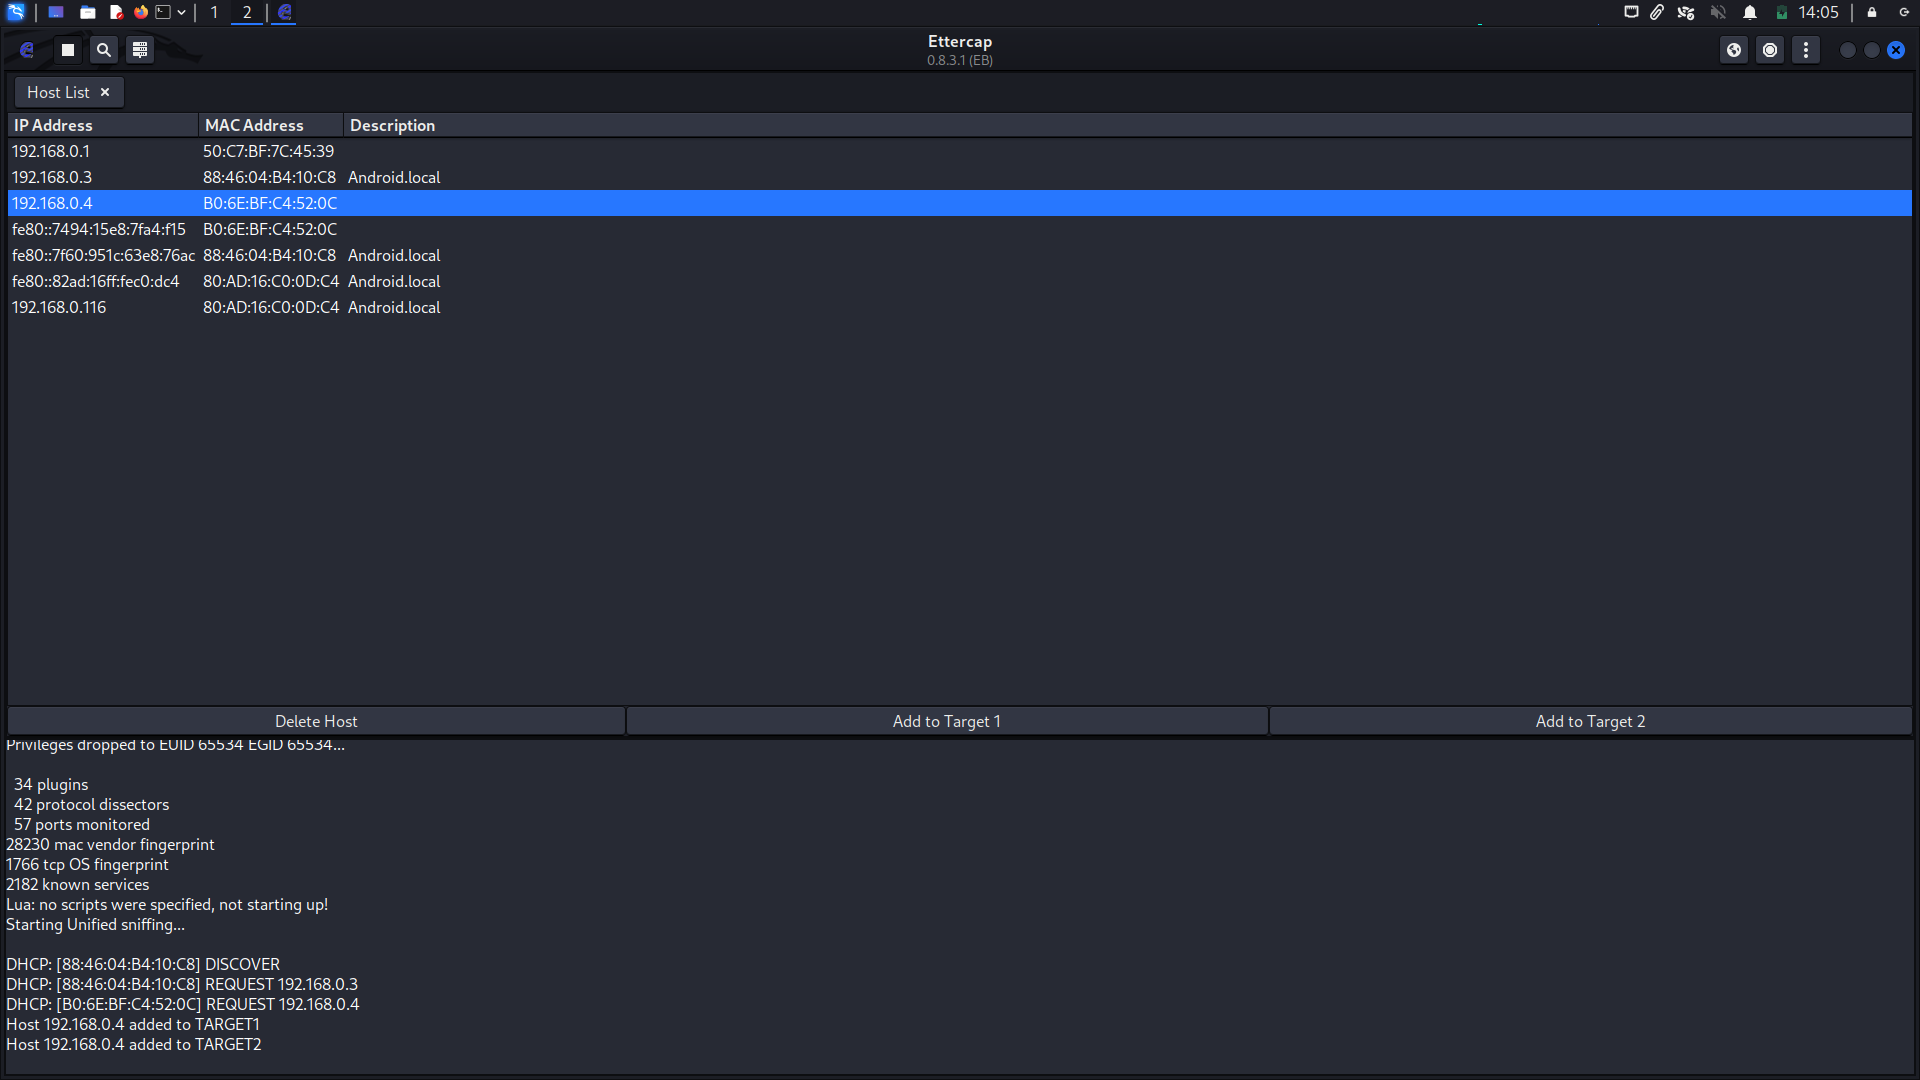 1 2 14:05
Ettercap
0.8.3.1 (EB)
Host List
IP Address MAC Address Description
192.168.0.1 50:C7:BF:7C:45:39
192.168.0.3 88:46:04:B4:10:C8 Android.local
192.168.0.4 B0:6E:BF:C4:52:0C
fe80::7494:15e8:7fa4:f15 B0:6E:BF:C4:52:0C
fe80::7f60:951c:63e8:76ac 88:46:04:B4:10:C8 Android.local
fe80::82ad:16ff:fec0:dc4 80:AD:16:C0:0D:C4 Android.local
192.168.0.116 80:AD:16:C0:0D:C4 Android.local
Delete Host Add to Target 1 Add to Target 2
Privileges dropped to EUID 65534 EGID 65534...
34 plugins
42 protocol dissectors
57 ports monitored
28230 mac vendor fingerprint
1766 tcp OS fingerprint
2182 known services
Lua: no scripts were specified, not starting up!
Starting Unified sniffing...
DHCP: [88:46:04:B4:10:C8] DISCOVER
DHCP: [88:46:04:B4:10:C8] REQUEST 192.168.0.3
DHCP: [B0:6E:BF:C4:52:0C] REQUEST 192.168.0.4
Host 192.168.0.4 added to TARGET1
Host 192.168.0.4 added to TARGET2